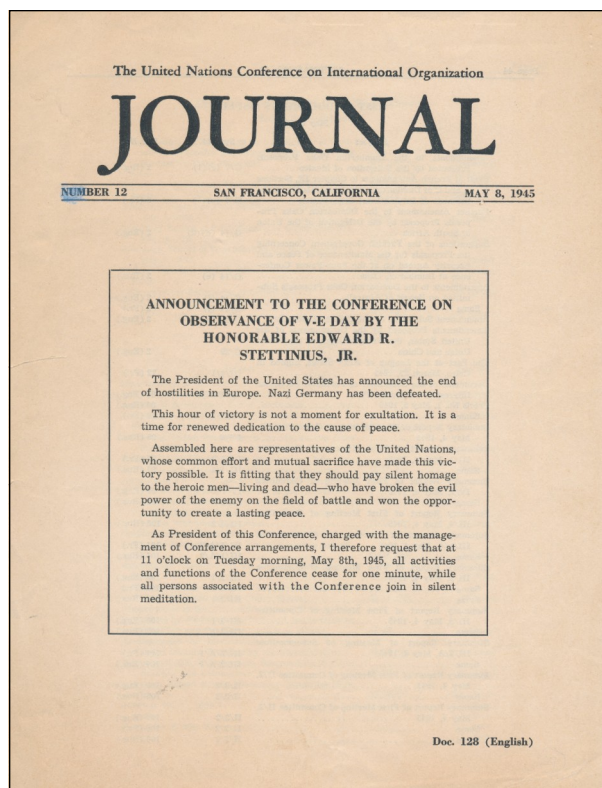 The United Nations Conference on International Organization
JOURNAL
NUMBER 12 SAN FRANCISCO, CALIFORNIA MAY 8, 1945
ANNOUNCEMENT TO THE CONFERENCE ON
OBSERVANCE OF V-E DAY BY THE
HONORABLE EDWARD R.
STETTINIUS, JR.
The President of the United States has announced the end
of hostilities in Europe. Nazi Germany has been defeated.
This hour of victory is not a moment for exultation. It is a
time for renewed dedication to the cause of peace.
Assembled here are representatives of the United Nations,
whose common effort and mutual sacrifice have made this vic-
tory possible. It is fitting that they should pay silent homage
to the heroic men—living and dead—who have broken the evil
power of the enemy on the field of battle and won the oppor-
tunity to create a lasting peace.
As President of this Conference, charged with the manage-
ment of Conference arrangements, I therefore request that at
11 o'clock on Tuesday morning, May 8th, 1945, all activities
and functions of the Conference cease for one minute, while
all persons associated with the Conference join in silent
meditation.
Doc. 128 (English)